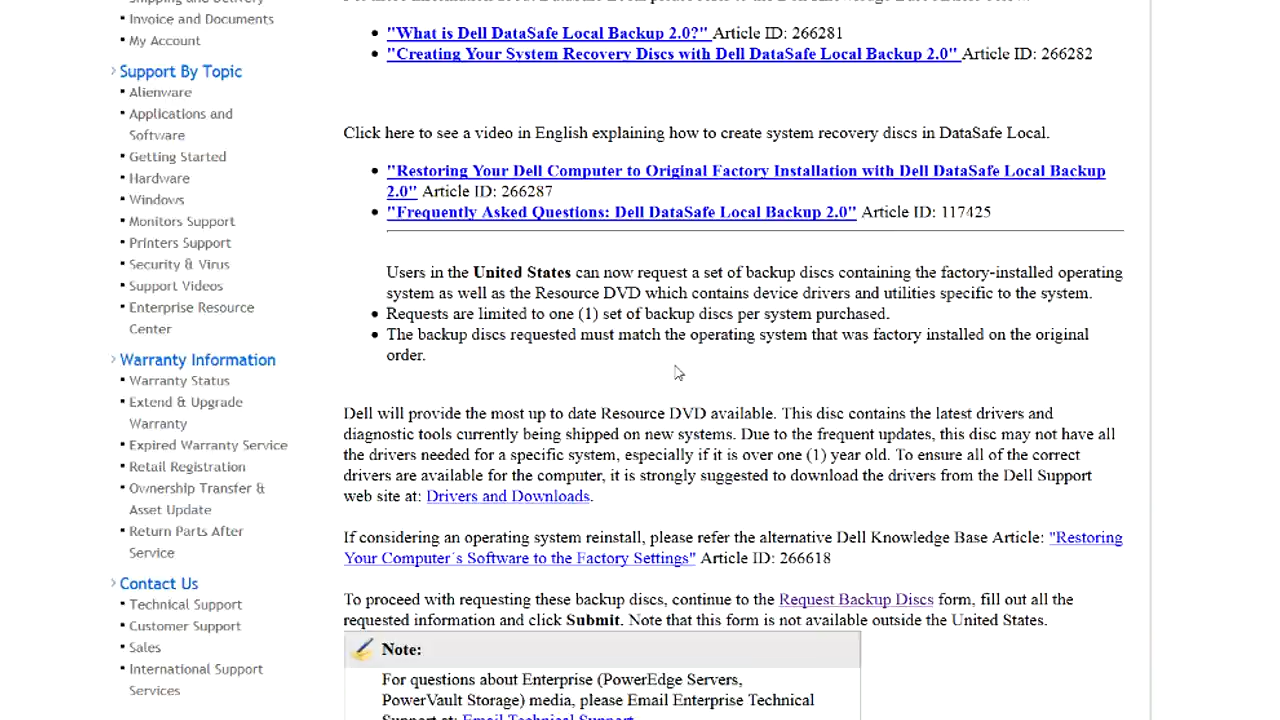 Invoice and Documents
My Account
Support By Topic
Alienware
Applications and
Software
Getting Started
Hardware
Windows
Monitors Support
Printers Support
Security & Virus
Support Videos
Enterprise Resource
Center
Warranty Information
Warranty Status
Extend & Upgrade
Warranty
Expired Warranty Service
Retail Registration
Ownership Transfer &
Asset Update
Return Parts After
Service
Contact Us
Technical Support
Customer Support
Sales
International Support
Services
"What is Dell DataSafe Local Backup 2.0?" Article ID: 266281
"Creating Your System Recovery Discs with Dell DataSafe Local Backup 2.0" Article ID: 266282
Click here to see a video in English explaining how to create system recovery discs in DataSafe Local.
"Restoring Your Dell Computer to Original Factory Installation with Dell DataSafe Local Backup
2.0" Article ID: 266287
"Frequently Asked Questions: Dell DataSafe Local Backup 2.0" Article ID: 117425
Users in the United States can now request a set of backup discs containing the factory-installed operating
system as well as the Resource DVD which contains device drivers and utilities specific to the system.
Requests are limited to one (1) set of backup discs per system purchased.
The backup discs requested must match the operating system that was factory installed on the original
order.
Dell will provide the most up to date Resource DVD available. This disc contains the latest drivers and
diagnostic tools currently being shipped on new systems. Due to the frequent updates, this disc may not have all
the drivers needed for a specific system, especially if it is over one (1) year old. To ensure all of the correct
drivers are available for the computer, it is strongly suggested to download the drivers from the Dell Support
web site at: Drivers and Downloads.
If considering an operating system reinstall, please refer the alternative Dell Knowledge Base Article: "Restoring
Your Computer´s Software to the Factory Settings" Article ID: 266618
To proceed with requesting these backup discs, continue to the Request Backup Discs form, fill out all the
requested information and click Submit. Note that this form is not available outside the United States.
Note:
For questions about Enterprise (PowerEdge Servers,
PowerVault Storage) media, please Email Enterprise Technical
Support at: Email Technical Support